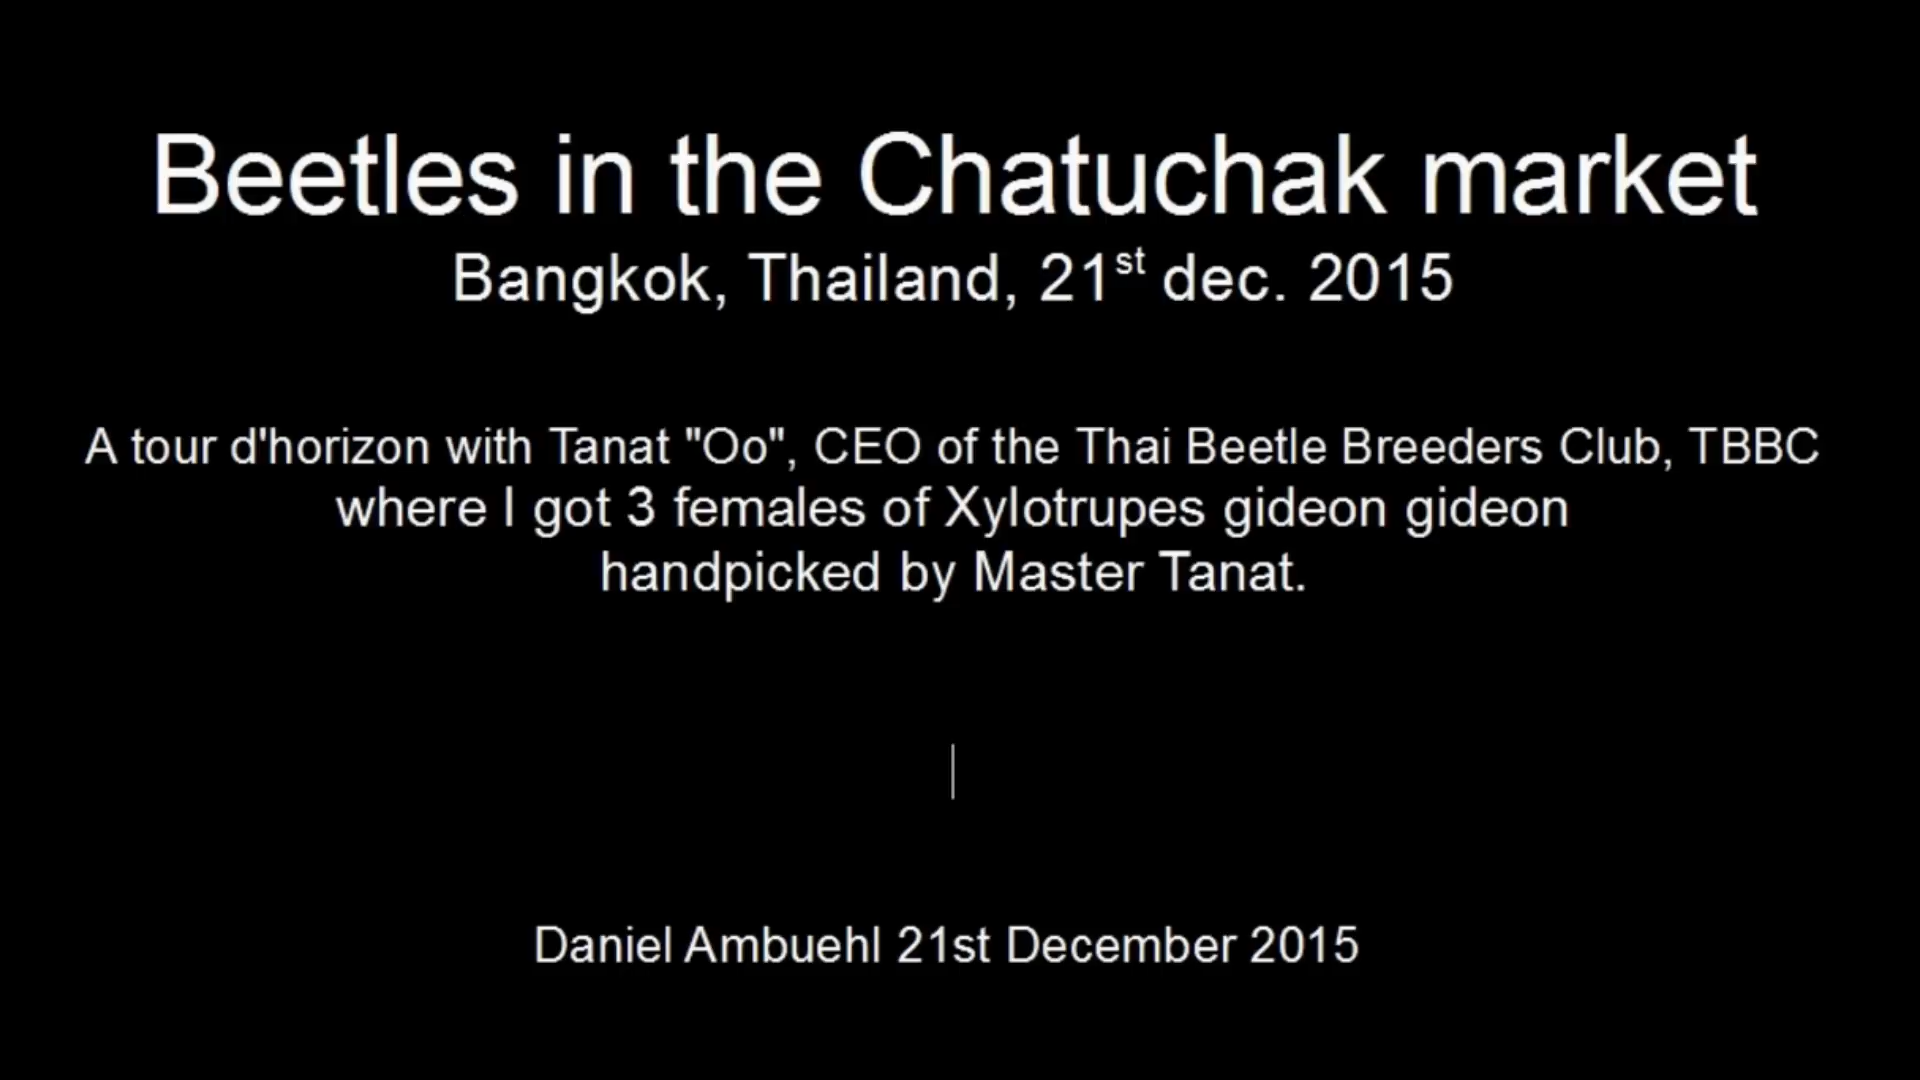 Beetles in the Chatuchak market
Bangkok, Thailand, 21st dec. 2015
A tour d'horizon with Tanat "Oo", CEO of the Thai Beetle Breeders Club, TBBC
where I got 3 females of Xylotrupes gideon gideon
handpicked by Master Tanat.
Daniel Ambuehl 21st December 2015